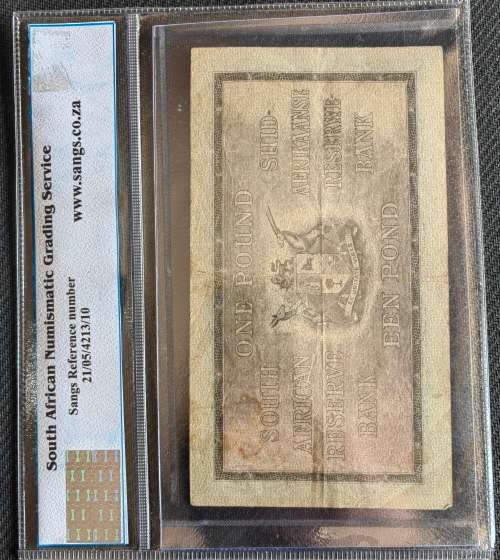 South African Numismatic Grading Service
www.sangs.co.za
Sangs Reference number
21/05/4213/10
ONE POUND
SOUTH
AFRICAN
RESERVE
BANK
SUID-
AFRIKAANSE
RESERWE-
BANK
EEN POND